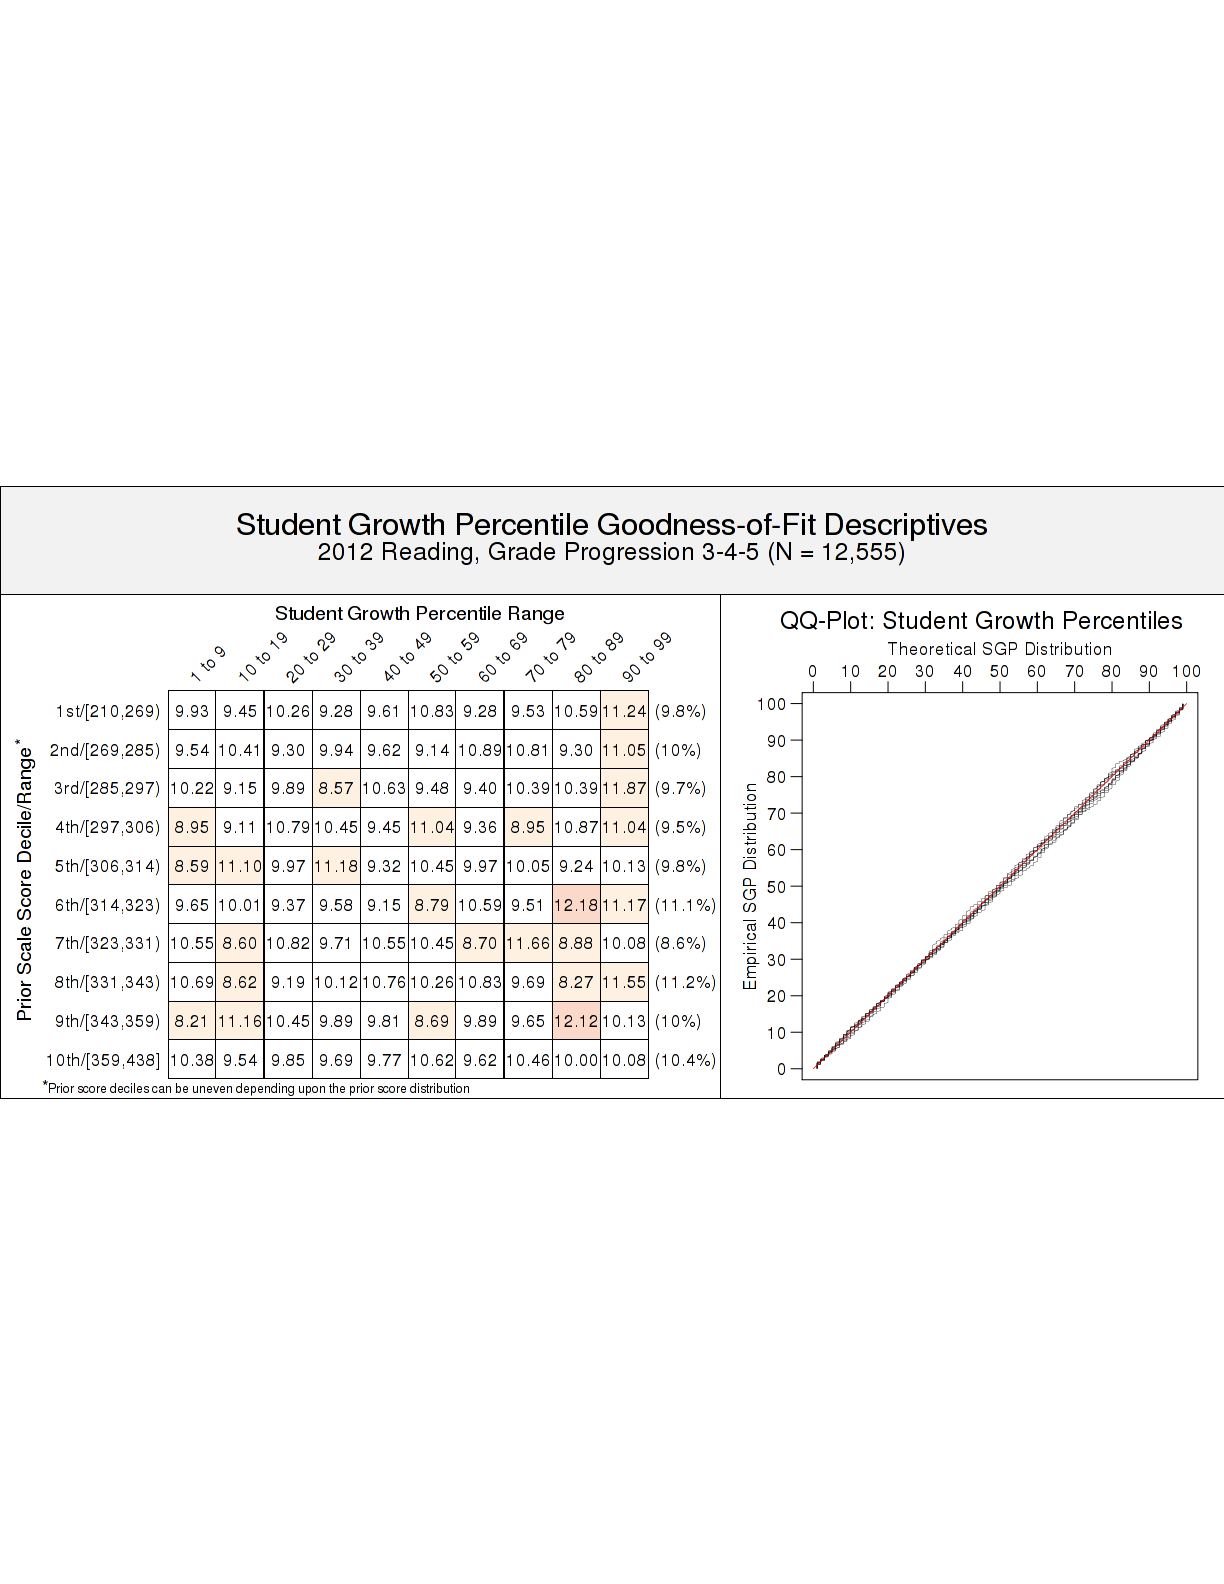 Student Growth Percentile Goodness-of-Fit Descriptives
2012 Reading, Grade Progression 3-4-5 (N = 12,555)
Student Growth Percentile Range
1 to 9 10 to 19 20 to 29 30 to 39 40 to 49 50 to 59 60 to 69 70 to 79 80 to 89 90 to 99
Prior Scale Score Decile/Range*
1st/[210,269) 9.93 9.45 10.26 9.28 9.61 10.83 9.28 9.53 10.59 11.24 (9.8%)
2nd/[269,285) 9.54 10.41 9.30 9.94 9.62 9.14 10.89 10.81 9.30 11.05 (10%)
3rd/[285,297) 10.22 9.15 9.89 8.57 10.63 9.48 9.40 10.39 10.39 11.87 (9.7%)
4th/[297,306) 8.95 9.11 10.79 10.45 9.45 11.04 9.36 8.95 10.87 11.04 (9.5%)
5th/[306,314) 8.59 11.10 9.97 11.18 9.32 10.45 9.97 10.05 9.24 10.13 (9.8%)
6th/[314,323) 9.65 10.01 9.37 9.58 9.15 8.79 10.59 9.51 12.18 11.17 (11.1%)
7th/[323,331) 10.55 8.60 10.82 9.71 10.55 10.45 8.70 11.66 8.88 10.08 (8.6%)
8th/[331,343) 10.69 8.62 9.19 10.12 10.76 10.26 10.83 9.69 8.27 11.55 (11.2%)
9th/[343,359) 8.21 11.16 10.45 9.89 9.81 8.69 9.89 9.65 12.12 10.13 (10%)
10th/[359,438] 10.38 9.54 9.85 9.69 9.77 10.62 9.62 10.46 10.00 10.08 (10.4%)
*Prior score deciles can be uneven depending upon the prior score distribution
QQ-Plot: Student Growth Percentiles
Theoretical SGP Distribution
0 10 20 30 40 50 60 70 80 90 100
Empirical SGP Distribution
100
90
80
70
60
50
40
30
20
10
0